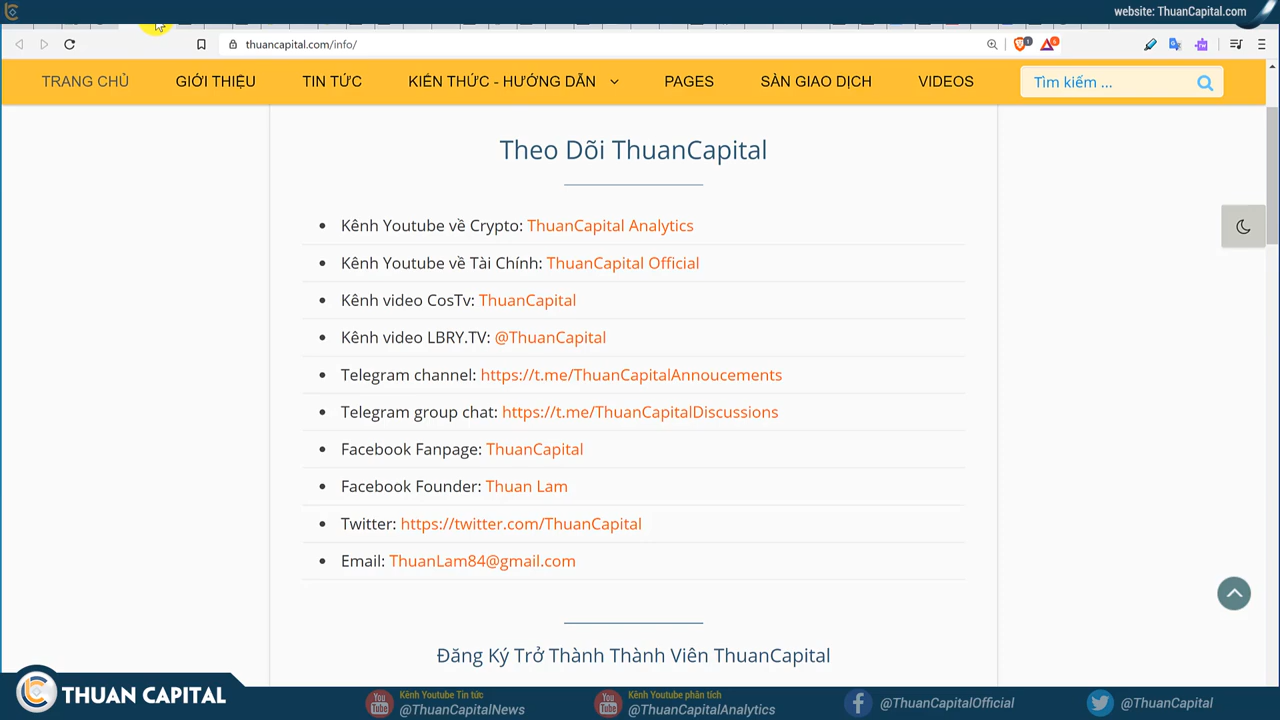 website: ThuanCapital.com
thuancapital.com/info/
TRANG CHỦ GIỚI THIỆU TIN TỨC KIẾN THỨC - HƯỚNG DẪN PAGES SÀN GIAO DỊCH VIDEOS Tìm kiếm ...
Theo Dõi ThuanCapital
Kênh Youtube về Crypto: ThuanCapital Analytics
Kênh Youtube về Tài Chính: ThuanCapital Official
Kênh video CosTv: ThuanCapital
Kênh video LBRY.TV: @ThuanCapital
Telegram channel: https://t.me/ThuanCapitalAnnoucements
Telegram group chat: https://t.me/ThuanCapitalDiscussions
Facebook Fanpage: ThuanCapital
Facebook Founder: Thuan Lam
Twitter: https://twitter.com/ThuanCapital
Email: ThuanLam84@gmail.com
Đăng Ký Trở Thành Thành Viên ThuanCapital
THUAN CAPITAL
Kênh Youtube Tin tức
@ThuanCapitalNews
Kênh Youtube phân tích
@ThuanCapitalAnalytics
@ThuanCapitalOfficial
@ThuanCapital